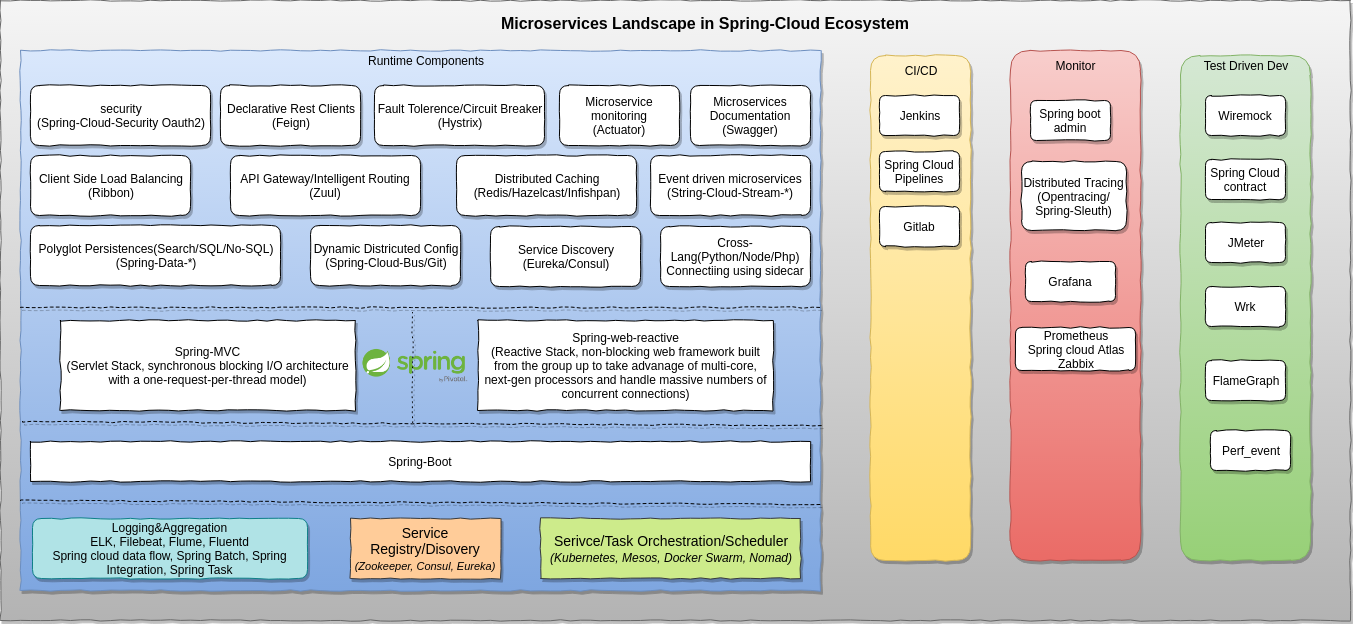 Microservices Landscape in Spring-Cloud Ecosystem
Runtime Components
security
(Spring-Cloud-Security Oauth2)
Declarative Rest Clients
(Feign)
Fault Tolerence/Circuit Breaker
(Hystrix)
Microservice
monitoring
(Actuator)
Microservices
Documentation
(Swagger)
Client Side Load Balancing
(Ribbon)
API Gateway/Intelligent Routing
(Zuul)
Distributed Caching
(Redis/Hazelcast/Infishpan)
Event driven microservices
(String-Cloud-Stream-*)
Polyglot Persistences(Search/SQL/No-SQL)
(Spring-Data-*)
Dynamic Districuted Config
(Spring-Cloud-Bus/Git)
Service Discovery
(Eureka/Consul)
Cross-
Lang(Python/Node/Php)
Connectiing using sidecar
Spring-MVC
(Servlet Stack, synchronous blocking I/O architecture
with a one-request-per-thread model)
spring
by Pivotal.
Spring-web-reactive
(Reactive Stack, non-blocking web framework built
from the group up to take advanage of multi-core,
next-gen processors and handle massive numbers of
concurrent connections)
Spring-Boot
Logging&Aggregation
ELK, Filebeat, Flume, Fluentd
Spring cloud data flow, Spring Batch, Spring
Integration, Spring Task
Service
Registry/Disovery
(Zookeeper, Consul, Eureka)
Serivce/Task Orchestration/Scheduler
(Kubernetes, Mesos, Docker Swarm, Nomad)
CI/CD
Jenkins
Spring Cloud
Pipelines
Gitlab
Monitor
Spring boot
admin
Distributed Tracing
(Opentracing/
Spring-Sleuth)
Grafana
Prometheus
Spring cloud Atlas
Zabbix
Test Driven Dev
Wiremock
Spring Cloud
contract
JMeter
Wrk
FlameGraph
Perf_event